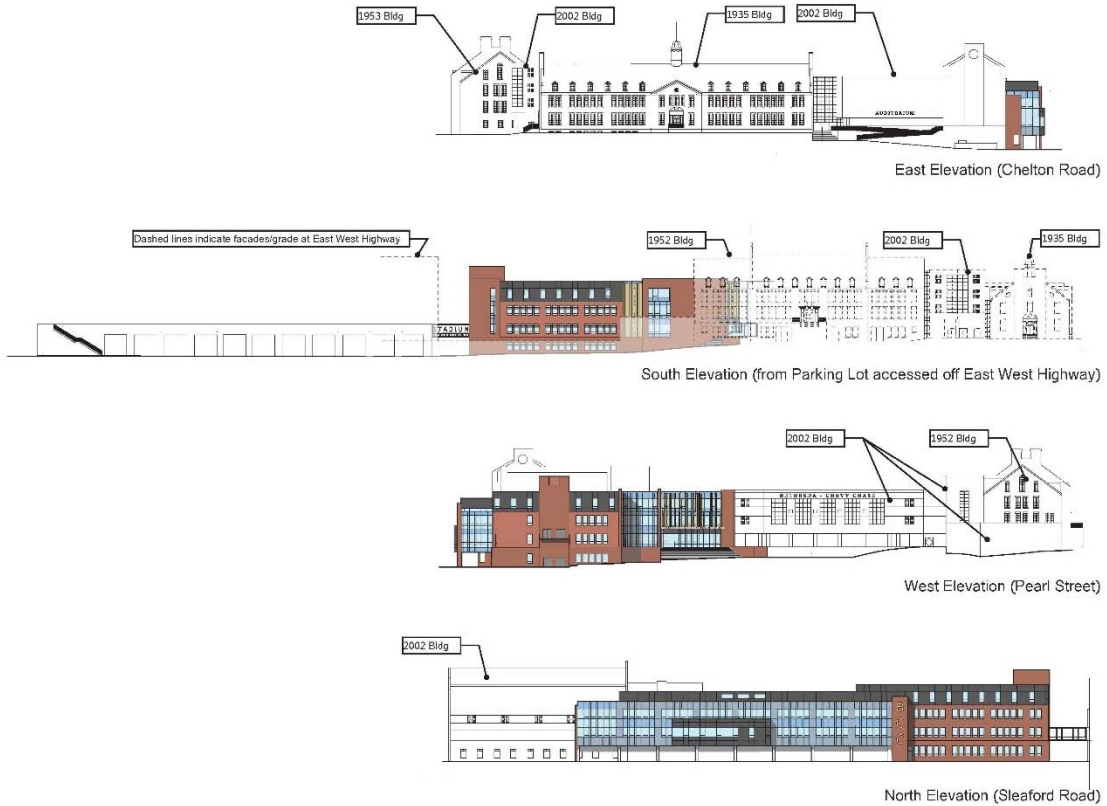 1953 Bldg
2002 Bldg
1935 Bldg
2002 Bldg
AUDITORIUM
East Elevation (Chelton Road)
Dashed lines indicate facades/grade at East West Highway
1952 Bldg
2002 Bldg
1935 Bldg
TADIUM
South Elevation (from Parking Lot accessed off East West Highway)
2002 Bldg
1952 Bldg
BETHESDA - CHEVY CHASE
West Elevation (Pearl Street)
2002 Bldg
B
C
C
North Elevation (Sleaford Road)